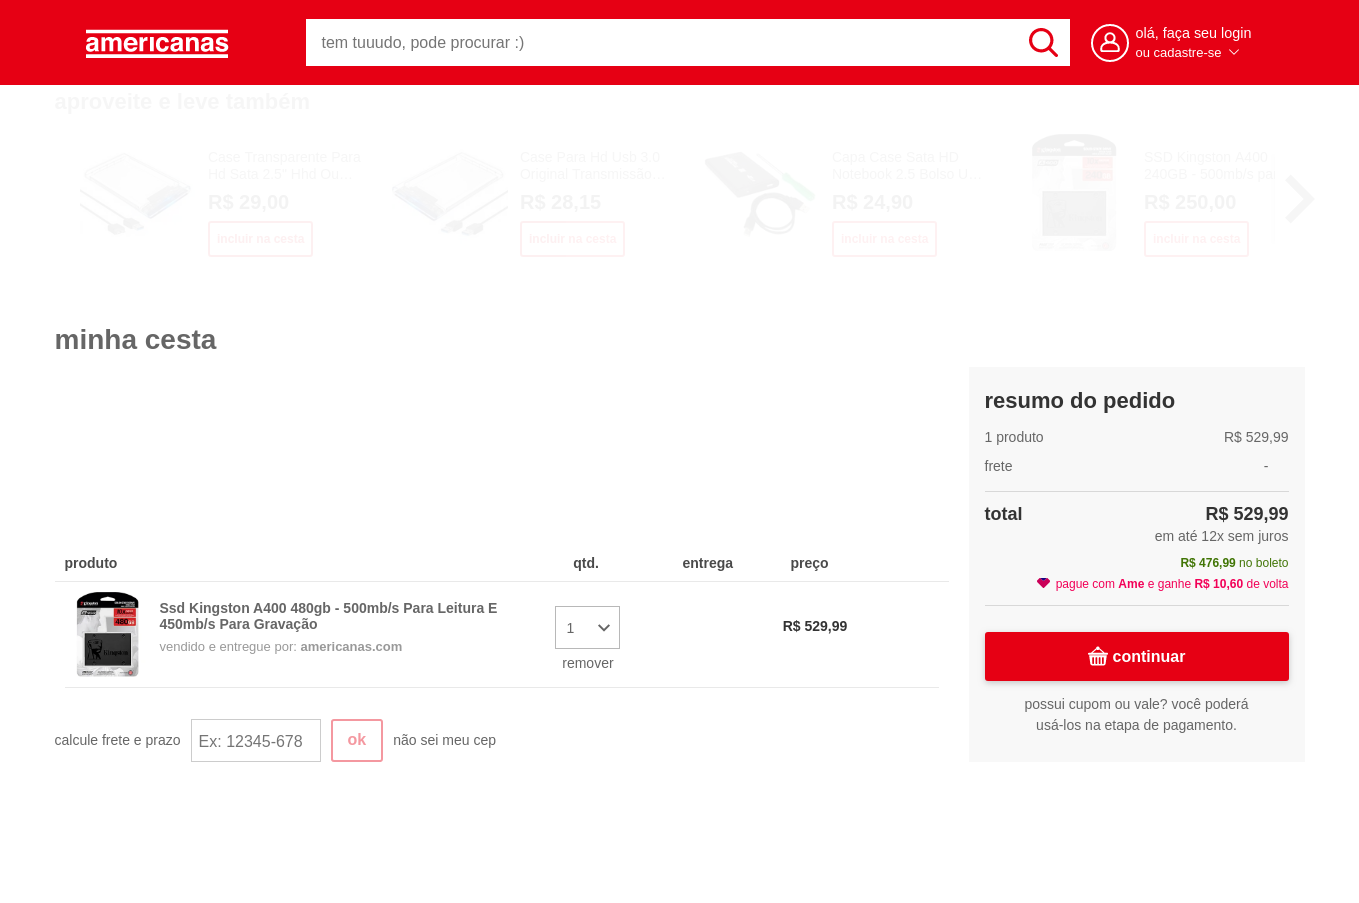 americanas
tem tuuudo, pode procurar :)
olá, faça seu login
ou cadastre-se
aproveite e leve também
Case Transparente Para
Hd Sata 2.5" Hhd Ou ...
R$ 29,00
incluir na cesta
Case Para Hd Usb 3.0
Original Transmissão ...
R$ 28,15
incluir na cesta
Capa Case Sata HD
Notebook 2.5 Bolso U...
R$ 24,90
incluir na cesta
SSD Kingston A400
240GB - 500mb/s pa
R$ 250,00
incluir na cesta
minha cesta
produto
qtd.
entrega
preço
Ssd Kingston A400 480gb - 500mb/s Para Leitura E
450mb/s Para Gravação
vendido e entregue por: americanas.com
1
remover
R$ 529,99
calcule frete e prazo
Ex: 12345-678
ok
não sei meu cep
resumo do pedido
1 produto R$ 529,99
frete -
total R$ 529,99
em até 12x sem juros
R$ 476,99 no boleto
pague com Ame e ganhe R$ 10,60 de volta
continuar
possui cupom ou vale? você poderá
usá-los na etapa de pagamento.